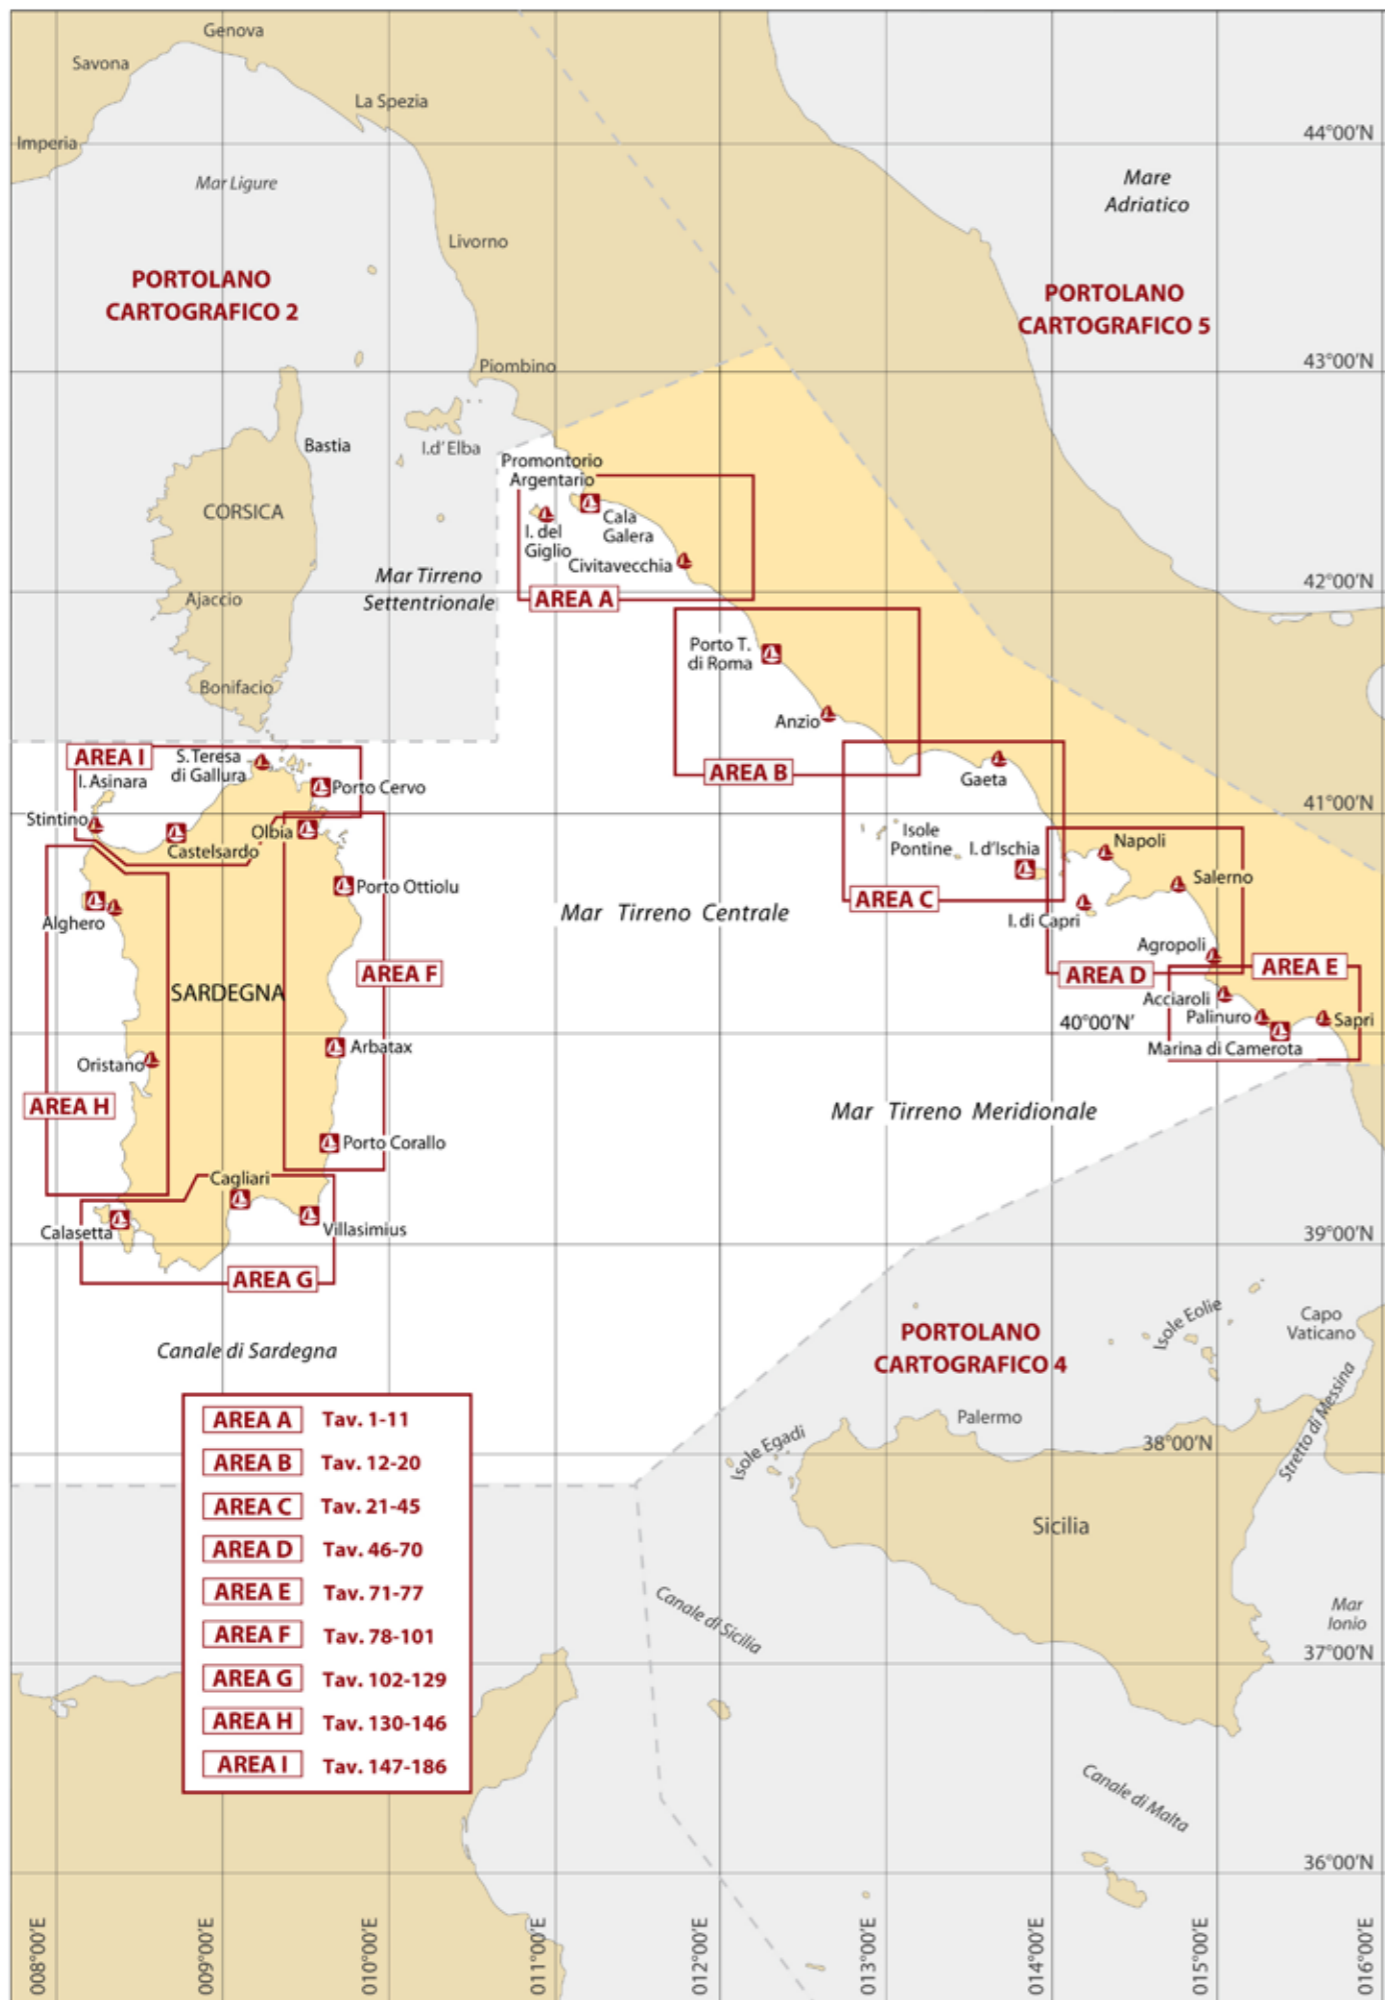 Genova
Savona
La Spezia
Imperia
44°00'N
Mar Ligure
Mare
Adriatico
Livorno
PORTOLANO
CARTOGRAFICO 2
PORTOLANO
CARTOGRAFICO 5
Piombino
43°00'N
Bastia
I.d'Elba
Promontorio
Argentario
CORSICA
Cala
Galera
I. del
Giglio
Civitavecchia
Mar Tirreno
Settentrionale
42°00'N
Ajaccio
AREA A
Porto T.
di Roma
Bonifacio
Anzio
AREA I
S.Teresa
di Gallura
AREA B
Gaeta
I. Asinara
Porto Cervo
41°00'N
Stintino
Olbia
Castelsardo
Isole
Pontine
I. d'Ischia
Napoli
Porto Ottiolu
Salerno
AREA C
Alghero
Mar Tirreno Centrale
I. di Capri
Agropoli
AREA F
AREA D
AREA E
SARDEGNA
Acciaroli
40°00'N'
Palinuro
Sapri
Arbatax
Marina di Camerota
Oristano
AREA H
Mar Tirreno Meridionale
Porto Corallo
Cagliari
Calasetta
Villasimius
39°00'N
AREA G
Canale di Sardegna
Isole Eolie
Capo
Vaticano
PORTOLANO
CARTOGRAFICO 4
Stretto di Messina
Palermo
Isole Egadi
38°00'N
AREA A Tav. 1-11
AREA B Tav. 12-20
AREA C Tav. 21-45
AREA D Tav. 46-70
AREA E Tav. 71-77
AREA F Tav. 78-101
AREA G Tav. 102-129
AREA H Tav. 130-146
AREA I Tav. 147-186
Sicilia
Canale di Sicilia
Mar
Ionio
37°00'N
Canale di Malta
36°00'N
008°00'E
009°00'E
010°00'E
011°00'E
012°00'E
013°00'E
014°00'E
015°00'E
016°00'E